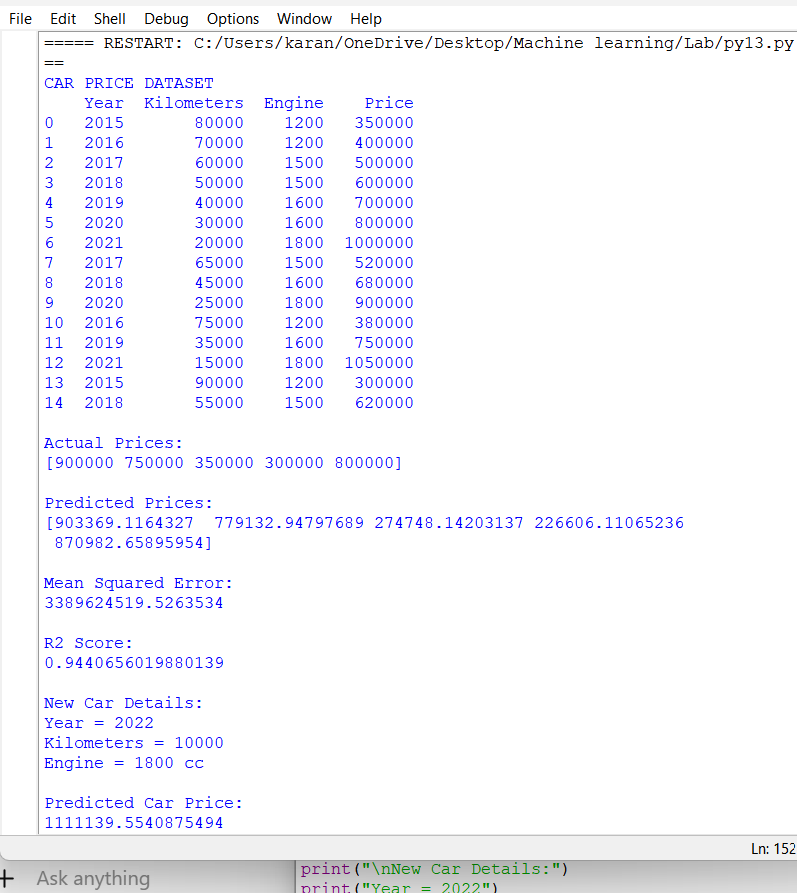 File Edit Shell Debug Options Window Help
===== RESTART: C:/Users/karan/OneDrive/Desktop/Machine learning/Lab/py13.py
==
CAR PRICE DATASET
Year Kilometers Engine Price
0 2015 80000 1200 350000
1 2016 70000 1200 400000
2 2017 60000 1500 500000
3 2018 50000 1500 600000
4 2019 40000 1600 700000
5 2020 30000 1600 800000
6 2021 20000 1800 1000000
7 2017 65000 1500 520000
8 2018 45000 1600 680000
9 2020 25000 1800 900000
10 2016 75000 1200 380000
11 2019 35000 1600 750000
12 2021 15000 1800 1050000
13 2015 90000 1200 300000
14 2018 55000 1500 620000
Actual Prices:
[900000 750000 350000 300000 800000]
Predicted Prices:
[903369.1164327 779132.94797689 274748.14203137 226606.11065236
870982.65895954]
Mean Squared Error:
3389624519.5263534
R2 Score:
0.9440656019880139
New Car Details:
Year = 2022
Kilometers = 10000
Engine = 1800 cc
Predicted Car Price:
1111139.5540875494
Ln: 152
print("\nNew Car Details:")
+ Ask anything
print("Year = 2022")